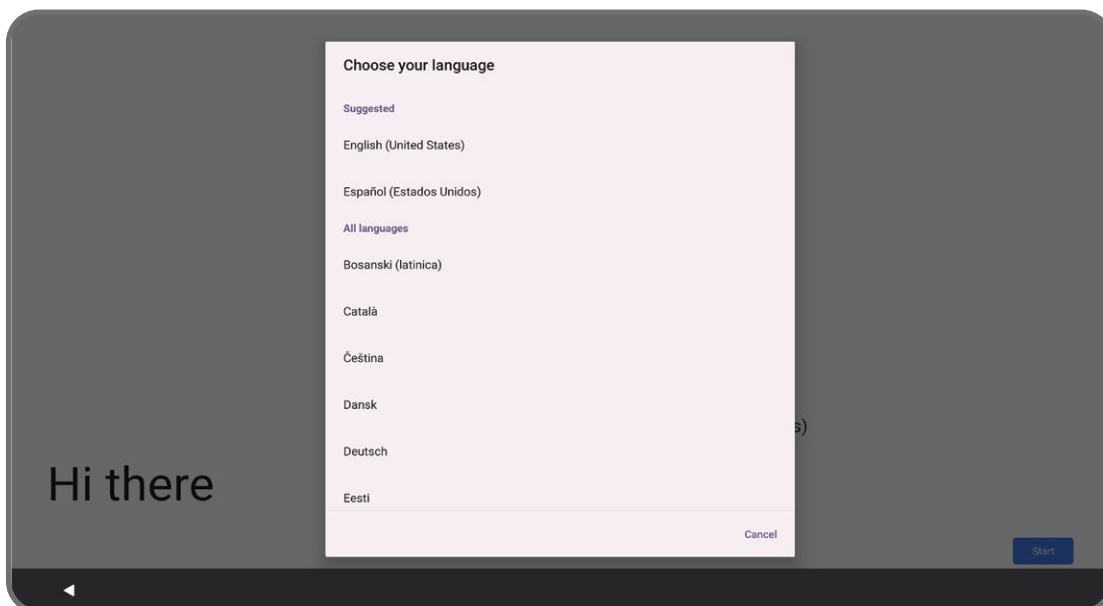 Choose your language
Suggested
English (United States)
Español (Estados Unidos)
All languages
Bosanski (latinica)
Català
Čeština
Dansk
Deutsch
Eesti
Cancel
s)
Hi there
Start